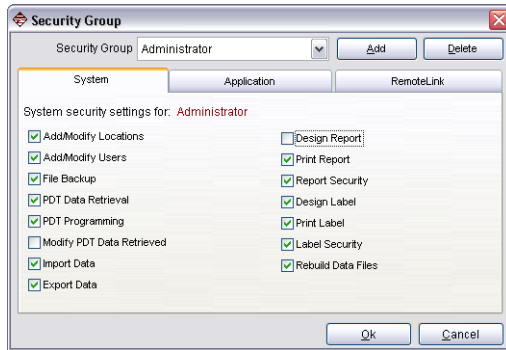 Security Group
Security Group Administrator Add Delete
System Application RemoteLink
System security settings for: Administrator
Add/Modify Locations
Add/Modify Users
File Backup
PDT Data Retrieval
PDT Programming
Modify PDT Data Retrieved
Import Data
Export Data
Design Report
Print Report
Report Security
Design Label
Print Label
Label Security
Rebuild Data Files
Ok Cancel